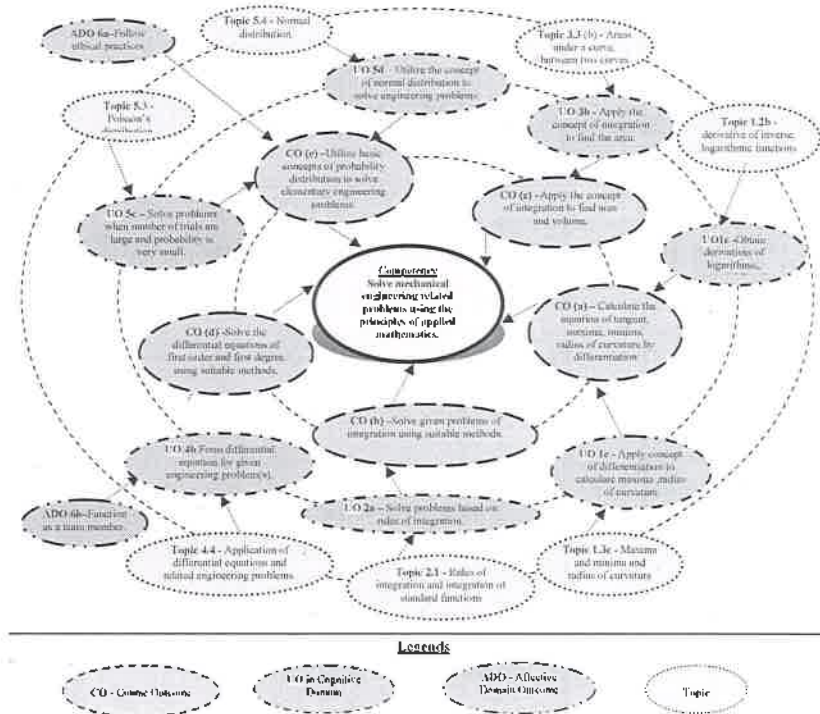 ADO 6a–Follow
ethical practices
Topic 5.4 - Normal
distribution
Topic 3.3 (b) - Areas
under a curve,
between two curves
Topic 5.3 -
Poisson's
distribution
UO 5d - Utilize the concept
of normal distribution to
solve engineering problems
UO 3b - Apply the
concept of integration
to find the area.
Topic 1.2b -
derivative of inverse,
logarithmic functions
CO (e) –Utilize basic
concepts of probability
distribution to solve
elementary engineering
problems.
CO (c) - Apply the concept
of integration to find area and
volume.
UO 5c – Solve problems
when number of trials are
large and probability is
very small.
UO1c -Obtain
derivatives of
logarithmic,
Competency
Solve mechanical
engineering related
problems using the
principles of applied
mathematics.
CO (a) – Calculate the
equation of tangent,
maxima, minima,
radius of curvature by
differentiation
CO (d) -Solve the
differential equations of
first order and first degree
using suitable methods.
CO (b) –Solve given problems of
integration using suitable methods.
UO 4b Form differential
equation for given
engineering problem(s).
UO 1e - Apply concept
of differentiation to
calculate maxima ,radius
of curvature
UO 2a – Solve problems based on
rules of integration.
ADO 6b–Function
as a team member
Topic 4.4 - Application of
differential equations and
related engineering problems.
Topic 2.1 - Rules of
integration and integration of
standard functions
Topic 1.3c - Maxima
and minima and
radius of curvature
Legends
CO - Course Outcome
UO in Cognitive
Domain
ADO - Affective
Domain Outcome
Topic